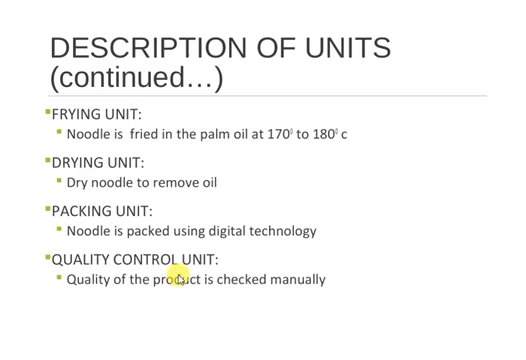 DESCRIPTION OF UNITS
(continued...)
FRYING UNIT:
Noodle is fried in the palm oil at 170⁰ to 180⁰ c
DRYING UNIT:
Dry noodle to remove oil
PACKING UNIT:
Noodle is packed using digital technology
QUALITY CONTROL UNIT:
Quality of the product is checked manually